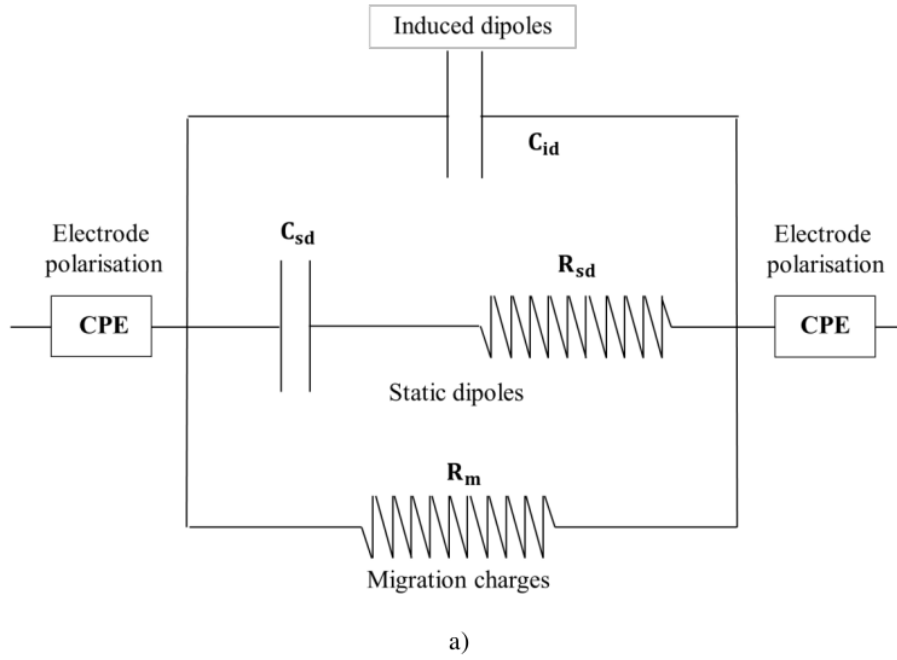 Induced dipoles
C_id
Electrode
polarisation
CPE
C_sd
R_sd
Electrode
polarisation
CPE
Static dipoles
R_m
Migration charges
a)